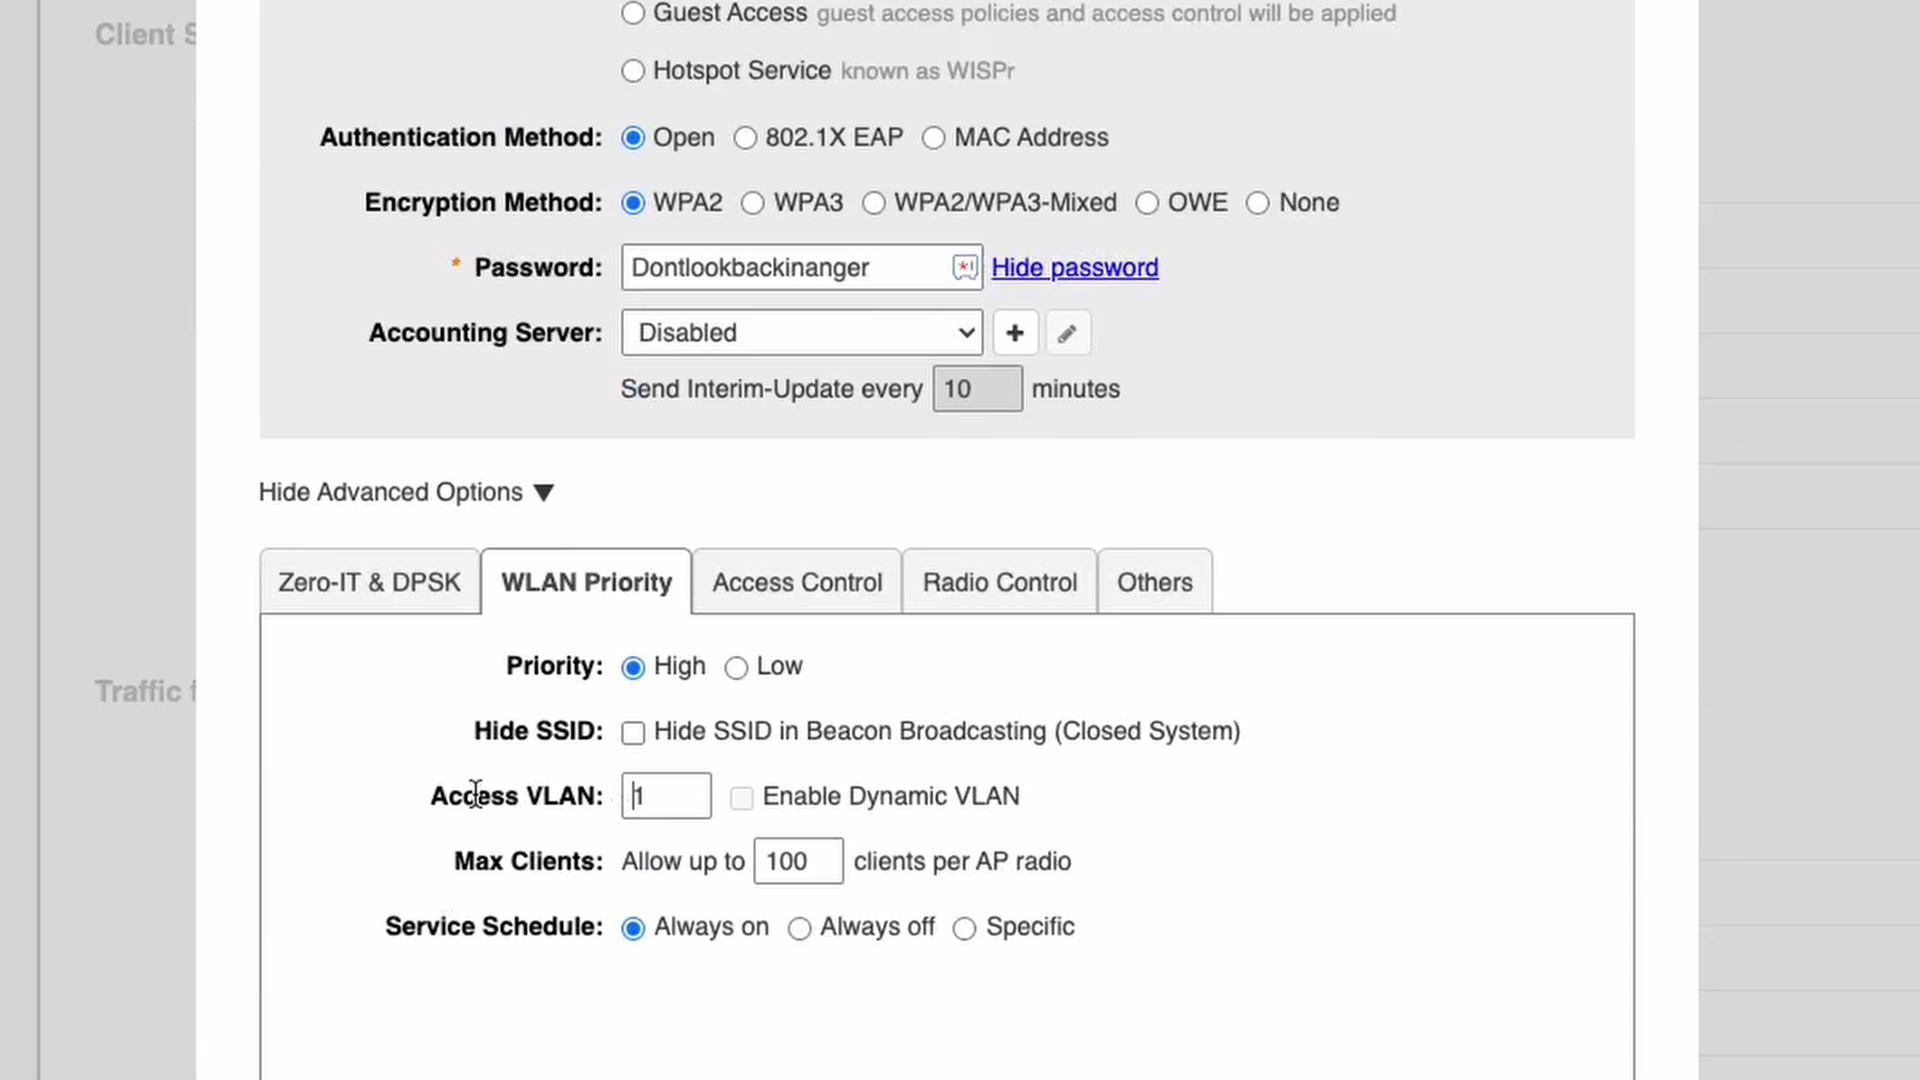 Client S
Guest Access guest access policies and access control will be applied
Hotspot Service known as WISPr
Authentication Method: Open 802.1X EAP MAC Address
Encryption Method: WPA2 WPA3 WPA2/WPA3-Mixed OWE None
* Password: Dontlookbackinanger Hide password
Accounting Server: Disabled
Send Interim-Update every 10 minutes
Hide Advanced Options ▼
Zero-IT & DPSK WLAN Priority Access Control Radio Control Others
Priority: High Low
Traffic f
Hide SSID: Hide SSID in Beacon Broadcasting (Closed System)
Access VLAN: 1 Enable Dynamic VLAN
Max Clients: Allow up to 100 clients per AP radio
Service Schedule: Always on Always off Specific